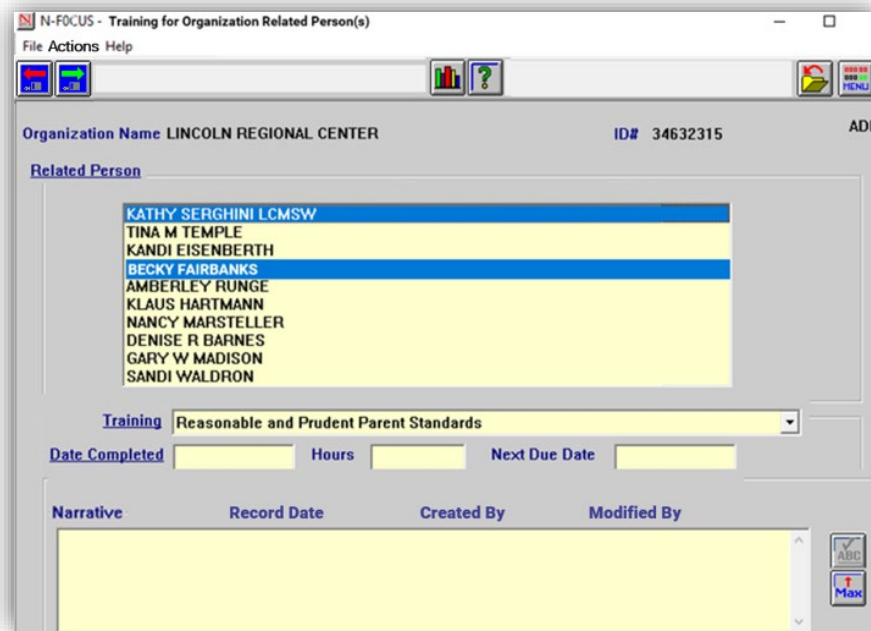 N-FOCUS - Training for Organization Related Person(s)
File Actions Help
MENU
Organization Name LINCOLN REGIONAL CENTER ID# 34632315
Related Person
KATHY SERGHINI LCMSW
TINA M TEMPLE
KANDI EISENBERTH
BECKY FAIRBANKS
AMBERLEY RUNGE
KLAUS HARTMANN
NANCY MARSTELLER
DENISE R BARNES
GARY W MADISON
SANDI WALDRON
Training Reasonable and Prudent Parent Standards
Date Completed Hours Next Due Date
Narrative Record Date Created By Modified By
ABC
Max